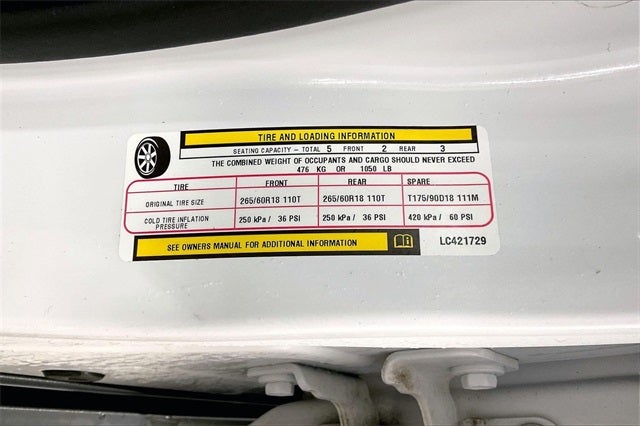 TIRE AND LOADING INFORMATION
SEATING CAPACITY - TOTAL 5 FRONT 2 REAR 3
THE COMBINED WEIGHT OF OCCUPANTS AND CARGO SHOULD NEVER EXCEED
476 KG OR 1050 LB
TIRE FRONT REAR SPARE
ORIGINAL TIRE SIZE 265/60R18 110T 265/60R18 110T T175/90D18 111M
COLD TIRE INFLATION PRESSURE 250 kPa / 36 PSI 250 kPa / 36 PSI 420 kPa / 60 PSI
SEE OWNERS MANUAL FOR ADDITIONAL INFORMATION LC421729